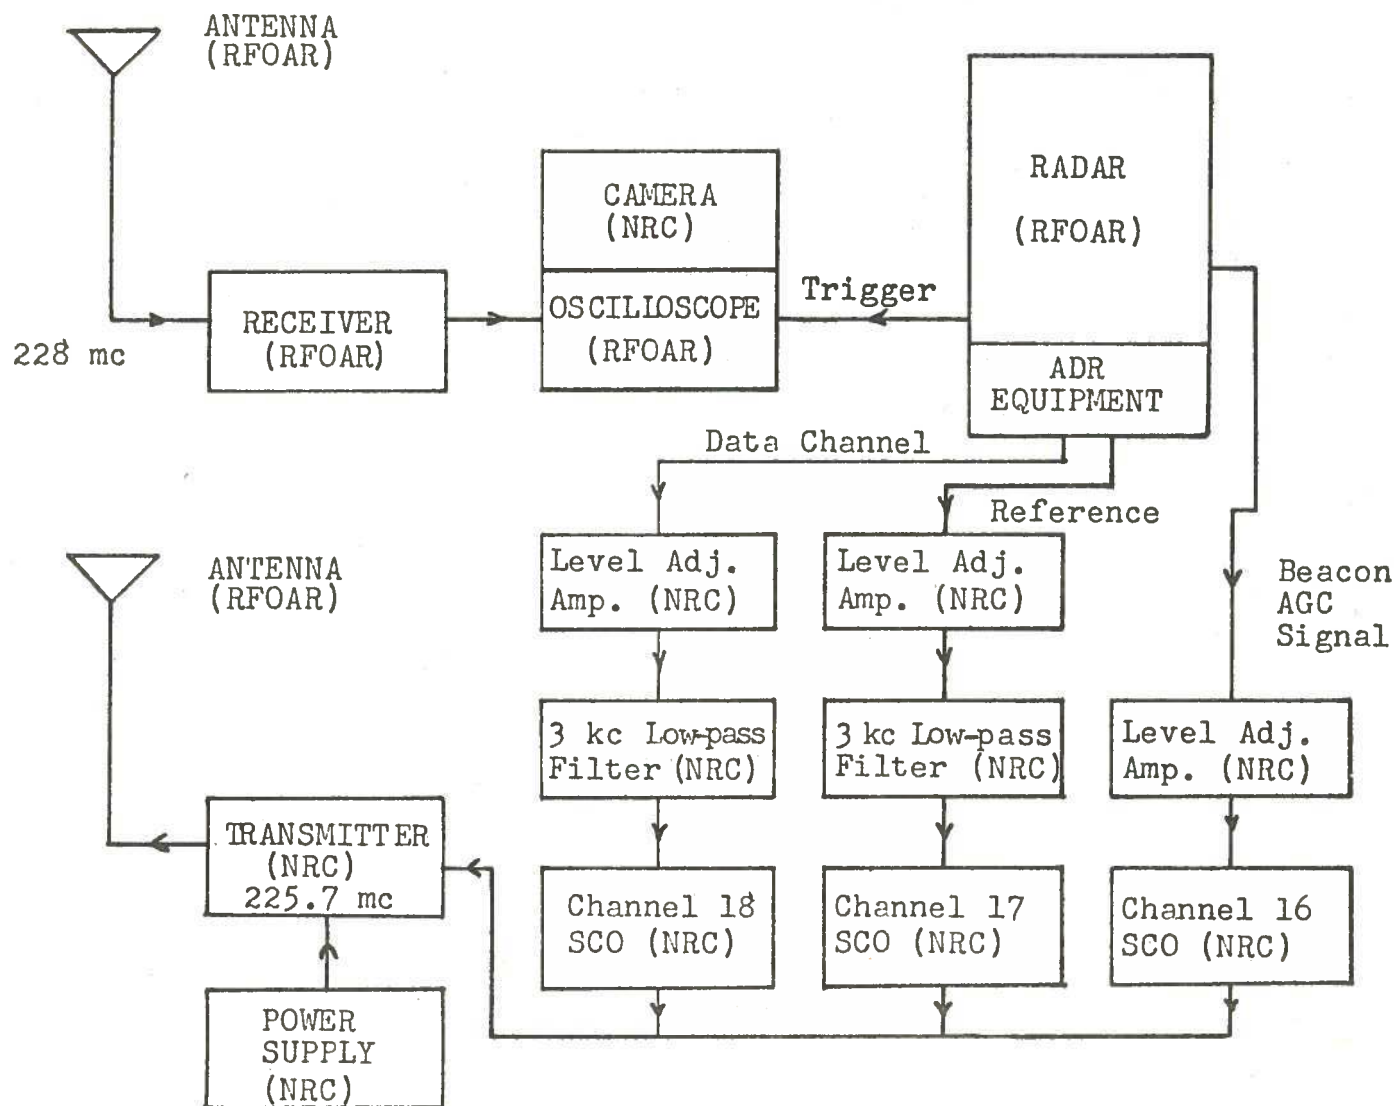 ANTENNA
(RFOAR)
RADAR
(RFOAR)
CAMERA
(NRC)
Trigger
OSCILIOSCOPE
(RFOAR)
RECEIVER
(RFOAR)
228 mc
ADR
EQUIPMENT
Data Channel
Reference
ANTENNA
(RFOAR)
Level Adj.
Amp. (NRC)
Level Adj.
Amp. (NRC)
Beacon
AGC
Signal
3 kc Low-pass
Filter (NRC)
3 kc Low-pass
Filter (NRC)
Level Adj.
Amp. (NRC)
TRANSMITTER
(NRC)
225.7 mc
Channel 18
SCO (NRC)
Channel 17
SCO (NRC)
Channel 16
SCO (NRC)
POWER
SUPPLY
(NRC)